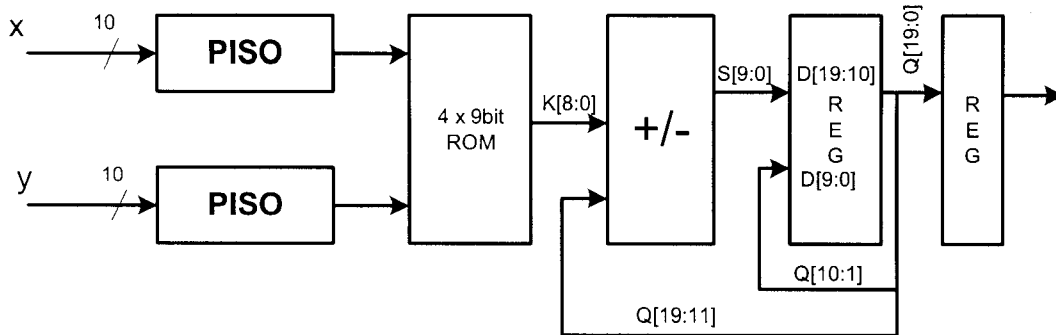 x
10
PISO
y
10
PISO
4 x 9bit
ROM
K[8:0]
+/-
S[9:0]
D[19:10]
R
E
G
D[9:0]
Q[19:0]
R
E
G
Q[10:1]
Q[19:11]